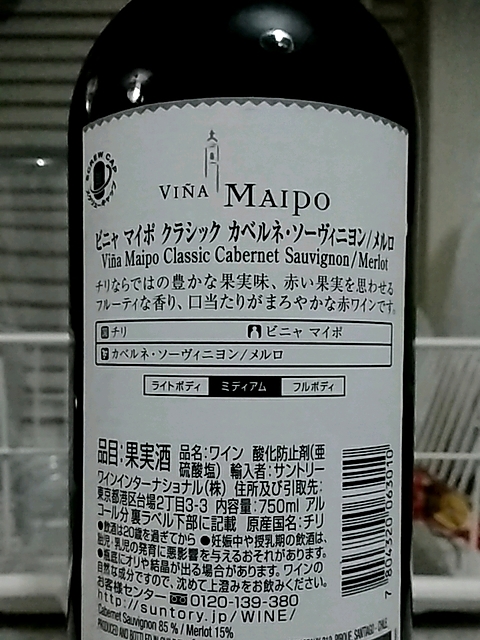 SCREW CAP
VIÑA MAIPO
ビニャ マイポ クラシック カベルネ・ソーヴィニヨン/メルロ
Viña Maipo Classic Cabernet Sauvignon/Merlot
チリならではの豊かな果実味、赤い果実を思わせる
フルーティな香り、口当たりがまろやかな赤ワインです。
チリ ビニャ マイポ
カベルネ・ソーヴィニヨン/メルロ
ライトボディ ミディアム フルボディ
品目:果実酒 品名:ワイン 酸化防止剤(亜
硫酸塩) 輸入者:サントリー
ワインインターナショナル(株) 住所及び引取先:
東京都港区台場2丁目3-3 内容量:750ml アル
コール分 裏ラベル下部に記載 原産国名:チリ
●飲酒は20歳を過ぎてから ●妊娠中や授乳期の飲酒は、
胎児・乳児の発育に悪影響を与えるおそれがあります。
●瓶底にオリや結晶が出る場合があります。ワインの
自然な成分ですので、沈めて上澄みをお飲みください。
お客様センター 0120-139-380
http://suntory.jp/WINE/
Cabernet Sauvignon 85 % / Merlot 15%
PRODUCED AND BOTTLED IN
SANTIAGO - CHILE
7 804320 063010